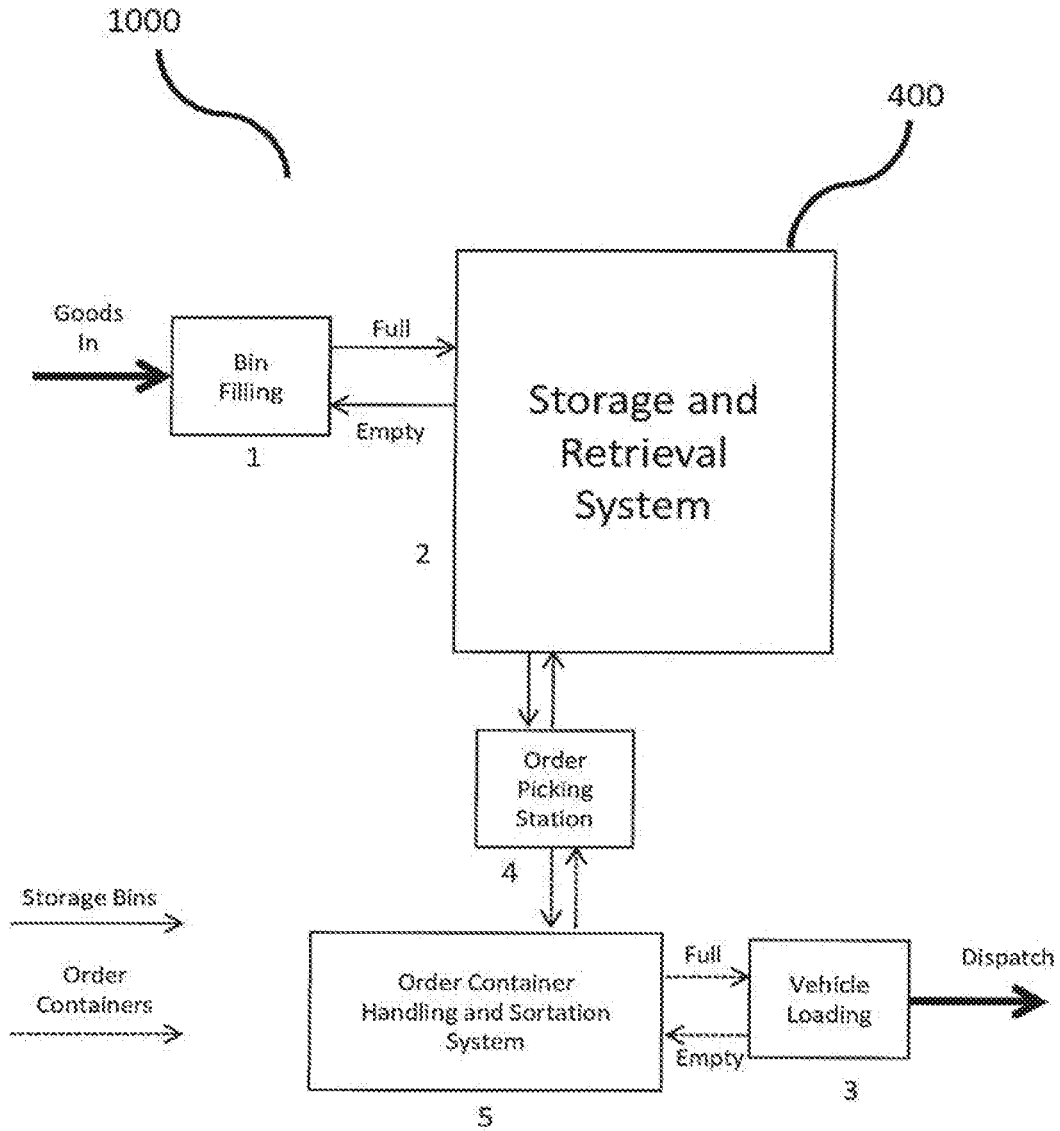 1000
400
Goods
In
Bin
Filling
1
Full
Empty
Storage and
Retrieval
System
2
Order
Picking
Station
4
Storage Bins
Order
Containers
Order Container
Handling and Sortation
System
5
Full
Empty
Vehicle
Loading
3
Dispatch